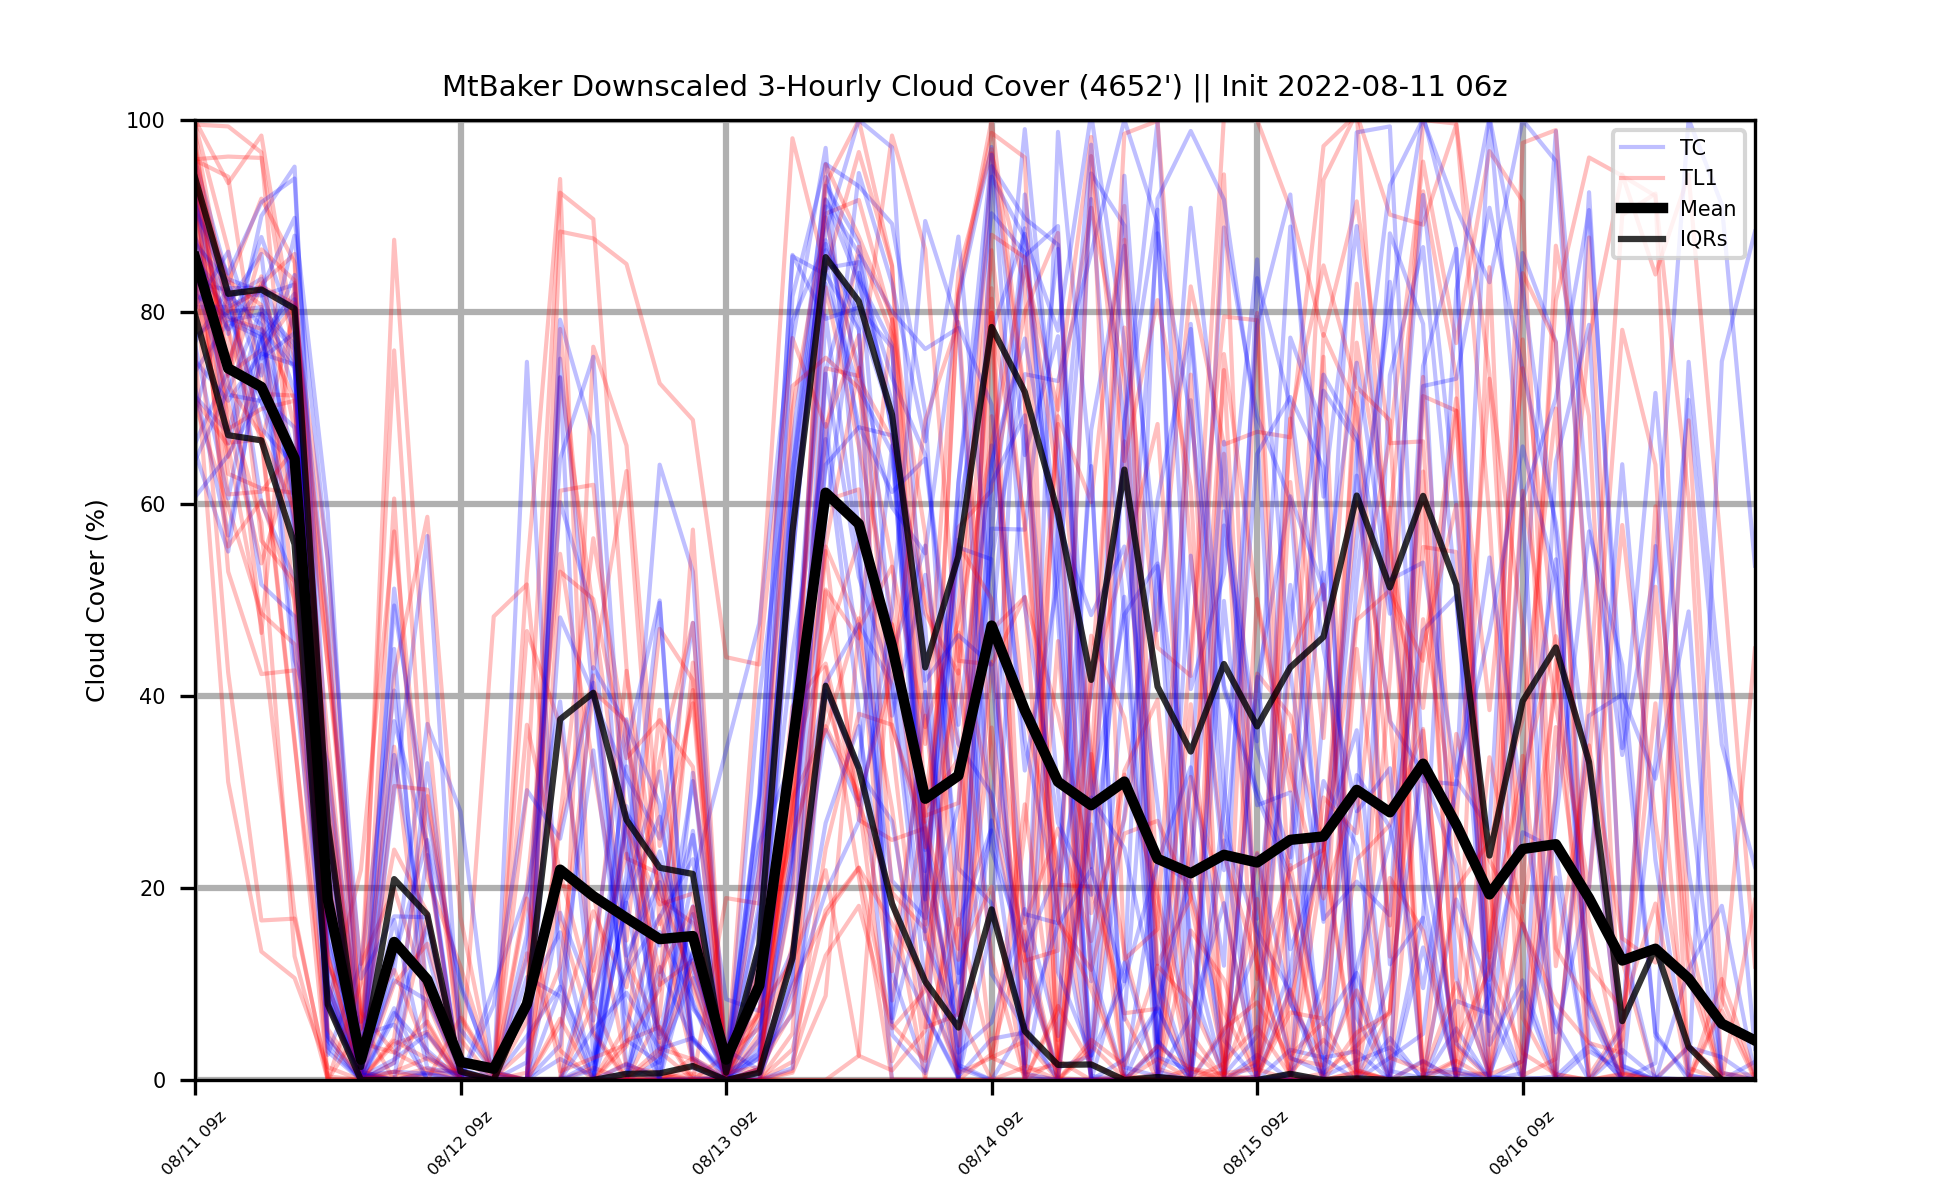 MtBaker Downscaled 3-Hourly Cloud Cover (4652') || Init 2022-08-11 06z
100
80
60
40
20
0
Cloud Cover (%)
TC
TL1
Mean
IQRs
08/11 09z
08/12 09z
08/13 09z
08/14 09z
08/15 09z
08/16 09z